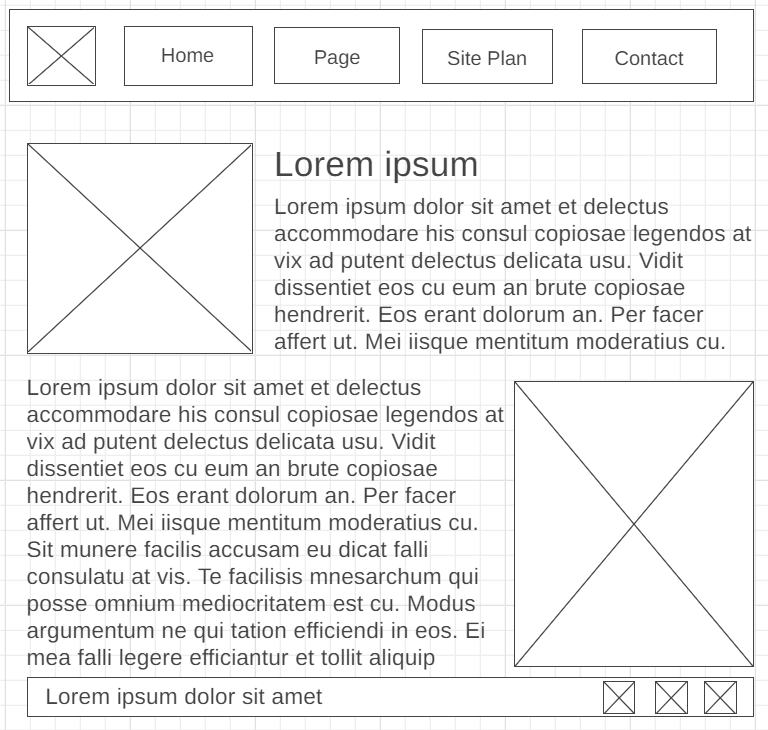 Home
Page
Site Plan
Contact
Lorem ipsum
Lorem ipsum dolor sit amet et delectus
accommodare his consul copiosae legendos at
vix ad putent delectus delicata usu. Vidit
dissentiet eos cu eum an brute copiosae
hendrerit. Eos erant dolorum an. Per facer
affert ut. Mei iisque mentitum moderatius cu.
Lorem ipsum dolor sit amet et delectus
accommodare his consul copiosae legendos at
vix ad putent delectus delicata usu. Vidit
dissentiet eos cu eum an brute copiosae
hendrerit. Eos erant dolorum an. Per facer
affert ut. Mei iisque mentitum moderatius cu.
Sit munere facilis accusam eu dicat falli
consulatu at vis. Te facilisis mnesarchum qui
posse omnium mediocritatem est cu. Modus
argumentum ne qui tation efficiendi in eos. Ei
mea falli legere efficiantur et tollit aliquip
Lorem ipsum dolor sit amet